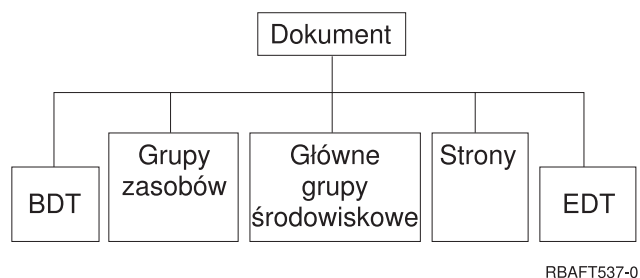 Dokument
BDT
Grupy
zasobów
Główne
grupy
środowiskowe
Strony
EDT
RBAFT537-0